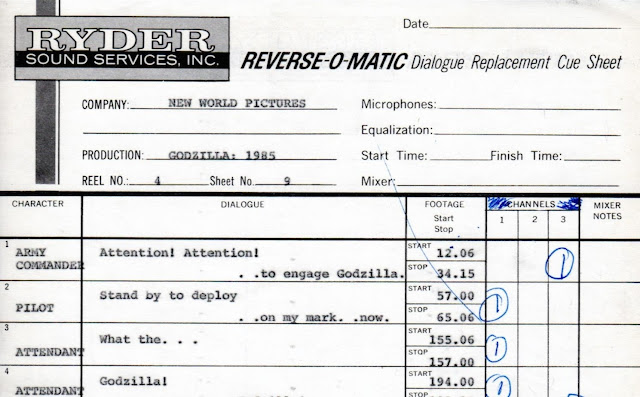 Date
RYDER
SOUND SERVICES, INC.
REVERSE-O-MATIC Dialogue Replacement Cue Sheet
COMPANY: NEW WORLD PICTURES
Microphones:
Equalization:
PRODUCTION: GODZILLA: 1985
Start Time: Finish Time:
REEL NO.: 4 Sheet No. 9
Mixer:
CHARACTER DIALOGUE FOOTAGE Start Stop CHANNELS 1 2 3 MIXER NOTES
1 ARMY COMMANDER Attention! Attention! START 12.06
. .to engage Godzilla. STOP 34.15 1
2 PILOT Stand by to deploy START 57.00
. .on my mark. .now. STOP 65.06 1
3 ATTENDANT What the. . . START 155.06
STOP 157.00 1
4 ATTENDANT Godzilla! START 194.00 1